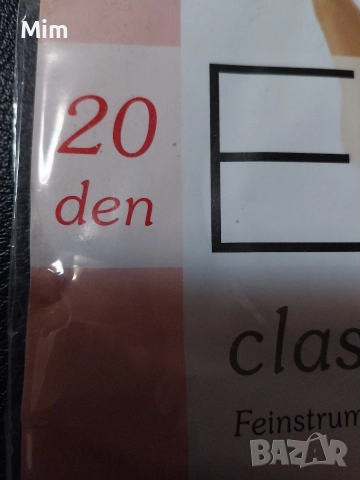 Mim
20
den
E
clas
Feinstrum
BAZAR